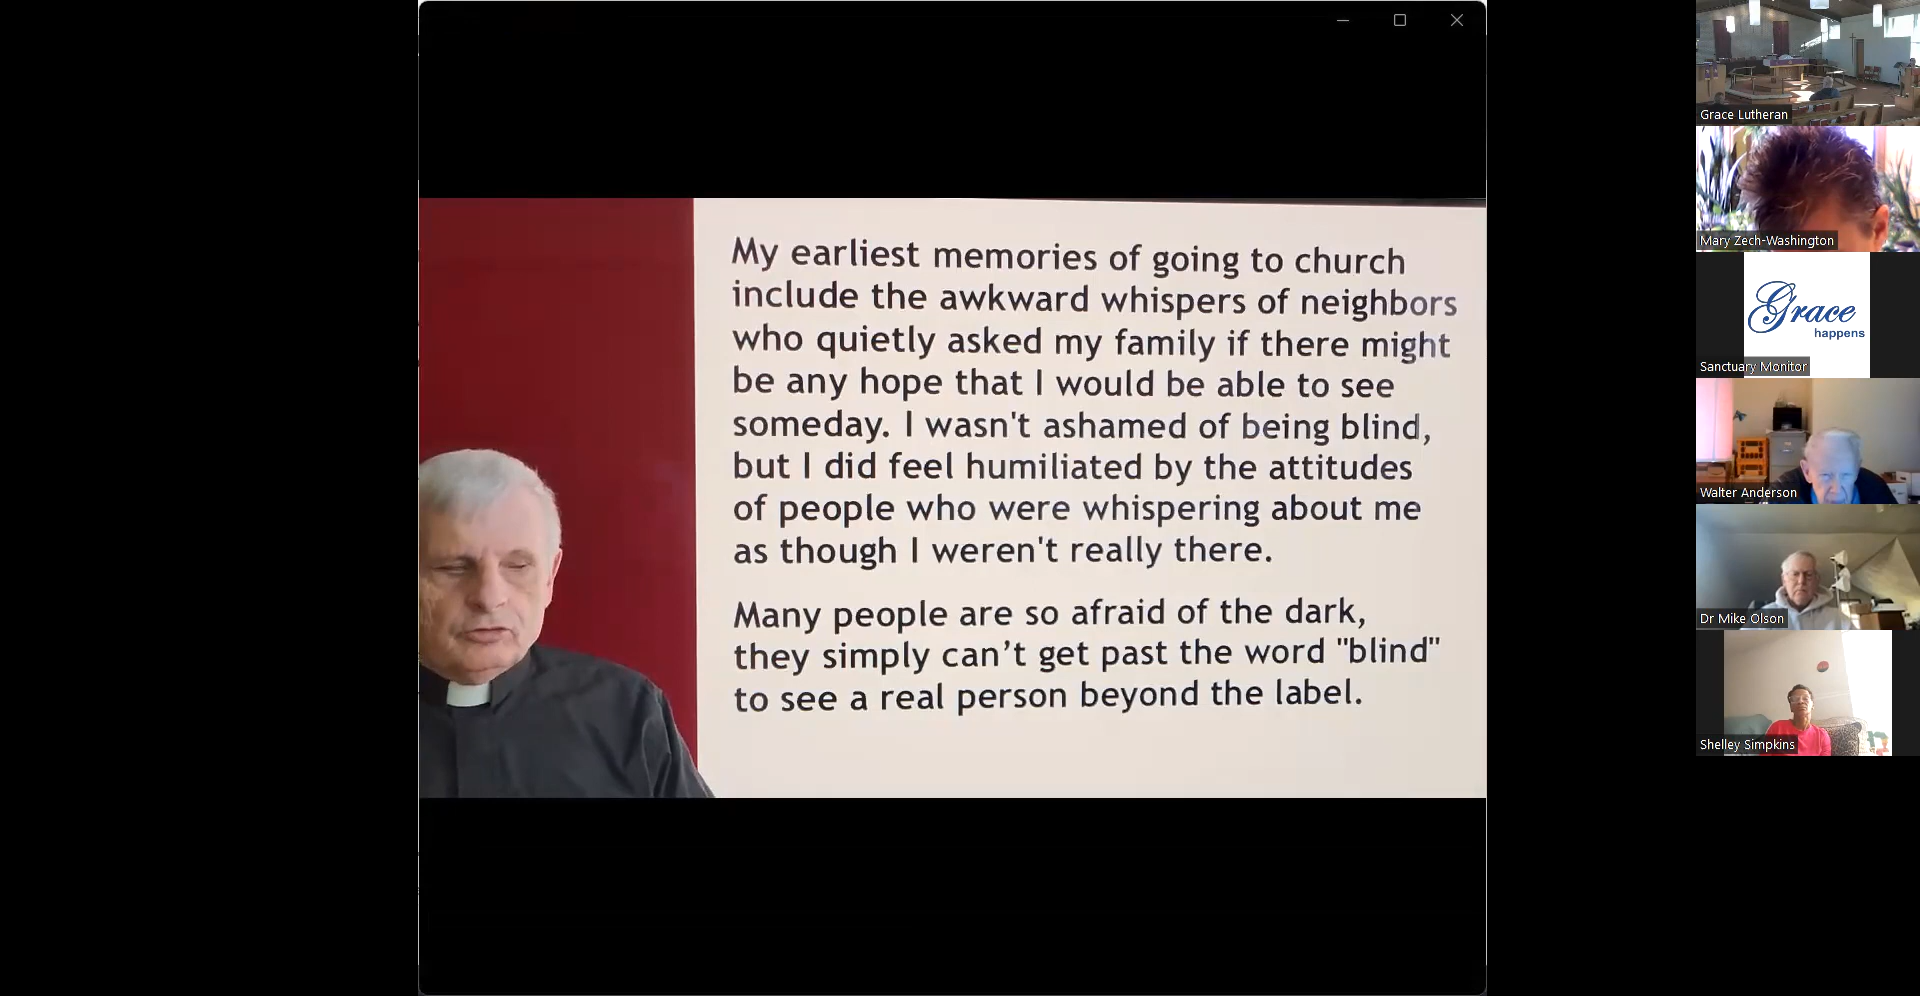 My earliest memories of going to church
include the awkward whispers of neighbors
who quietly asked my family if there might
be any hope that I would be able to see
someday. I wasn't ashamed of being blind,
but I did feel humiliated by the attitudes
of people who were whispering about me
as though I weren't really there.
Many people are so afraid of the dark,
they simply can’t get past the word "blind"
to see a real person beyond the label.
Grace Lutheran
Mary Zech-Washington
Grace
happens
Sanctuary Monitor
Walter Anderson
Dr Mike Olson
Shelley Simpkins